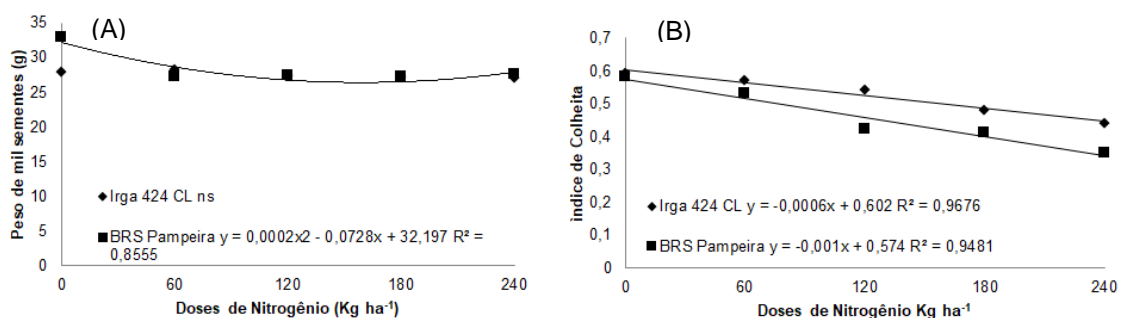 (A)
Peso de mil sementes (g)
35
30
25
20
15
10
5
0
Irga 424 CL ns
BRS Pampeira y = 0,0002x2 - 0,0728x + 32,197 R² =
0,8555
0 60 120 180 240
Doses de Nitrogênio (Kg ha⁻¹)
(B)
índice de Colheita
0,7
0,6
0,5
0,4
0,3
0,2
0,1
0
Irga 424 CL y = -0,0006x + 0,602 R² = 0,9676
BRS Pampeira y = -0,001x + 0,574 R² = 0,9481
0 60 120 180 240
Doses de Nitrogênio Kg ha⁻¹